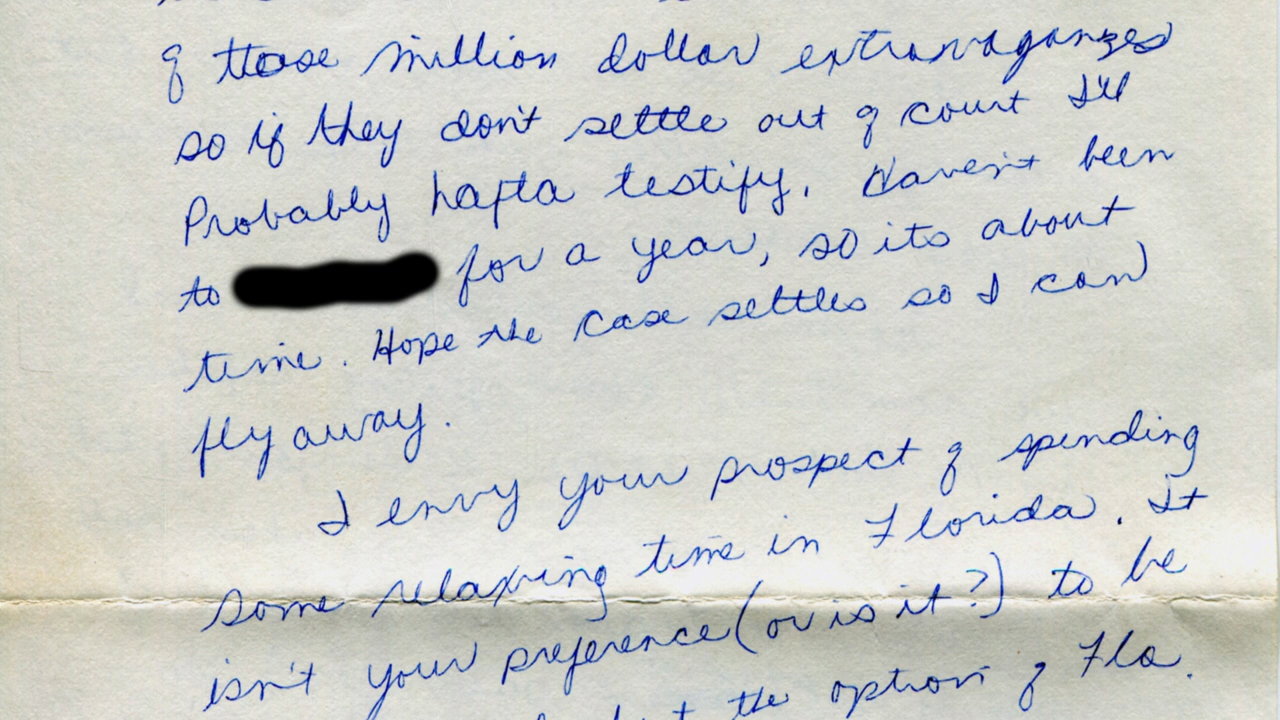 of those million dollar extravaganzes
so if they don't settle out of court I'll
Probably hafta testify. Haven't been
to for a year, so its about
time. Hope the case settles so I can
fly away.
I envy your prospect of spending
some relaxing time in Florida. It
isn't your preference (or is it?) to be
the option of Fla.